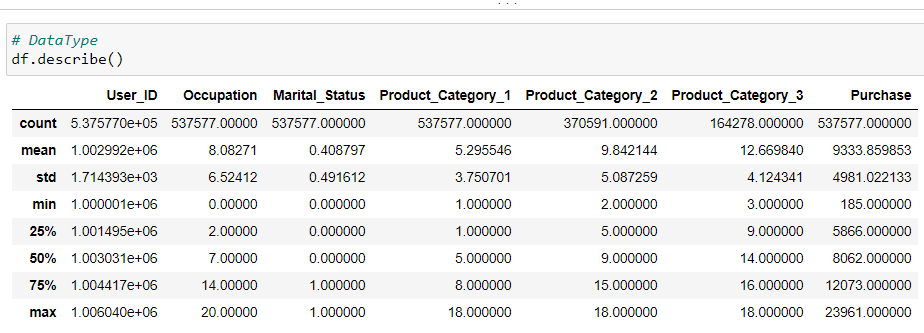 # DataType
df.describe()
User_ID Occupation Marital_Status Product_Category_1 Product_Category_2 Product_Category_3 Purchase
count 5.375770e+05 537577.00000 537577.000000 537577.000000 370591.000000 164278.000000 537577.000000
mean 1.002992e+06 8.08271 0.408797 5.295546 9.842144 12.669840 9333.859853
std 1.714393e+03 6.52412 0.491612 3.750701 5.087259 4.124341 4981.022133
min 1.000001e+06 0.00000 0.000000 1.000000 2.000000 3.000000 185.000000
25% 1.001495e+06 2.00000 0.000000 1.000000 5.000000 9.000000 5866.000000
50% 1.003031e+06 7.00000 0.000000 5.000000 9.000000 14.000000 8062.000000
75% 1.004417e+06 14.00000 1.000000 8.000000 15.000000 16.000000 12073.000000
max 1.006040e+06 20.00000 1.000000 18.000000 18.000000 18.000000 23961.000000